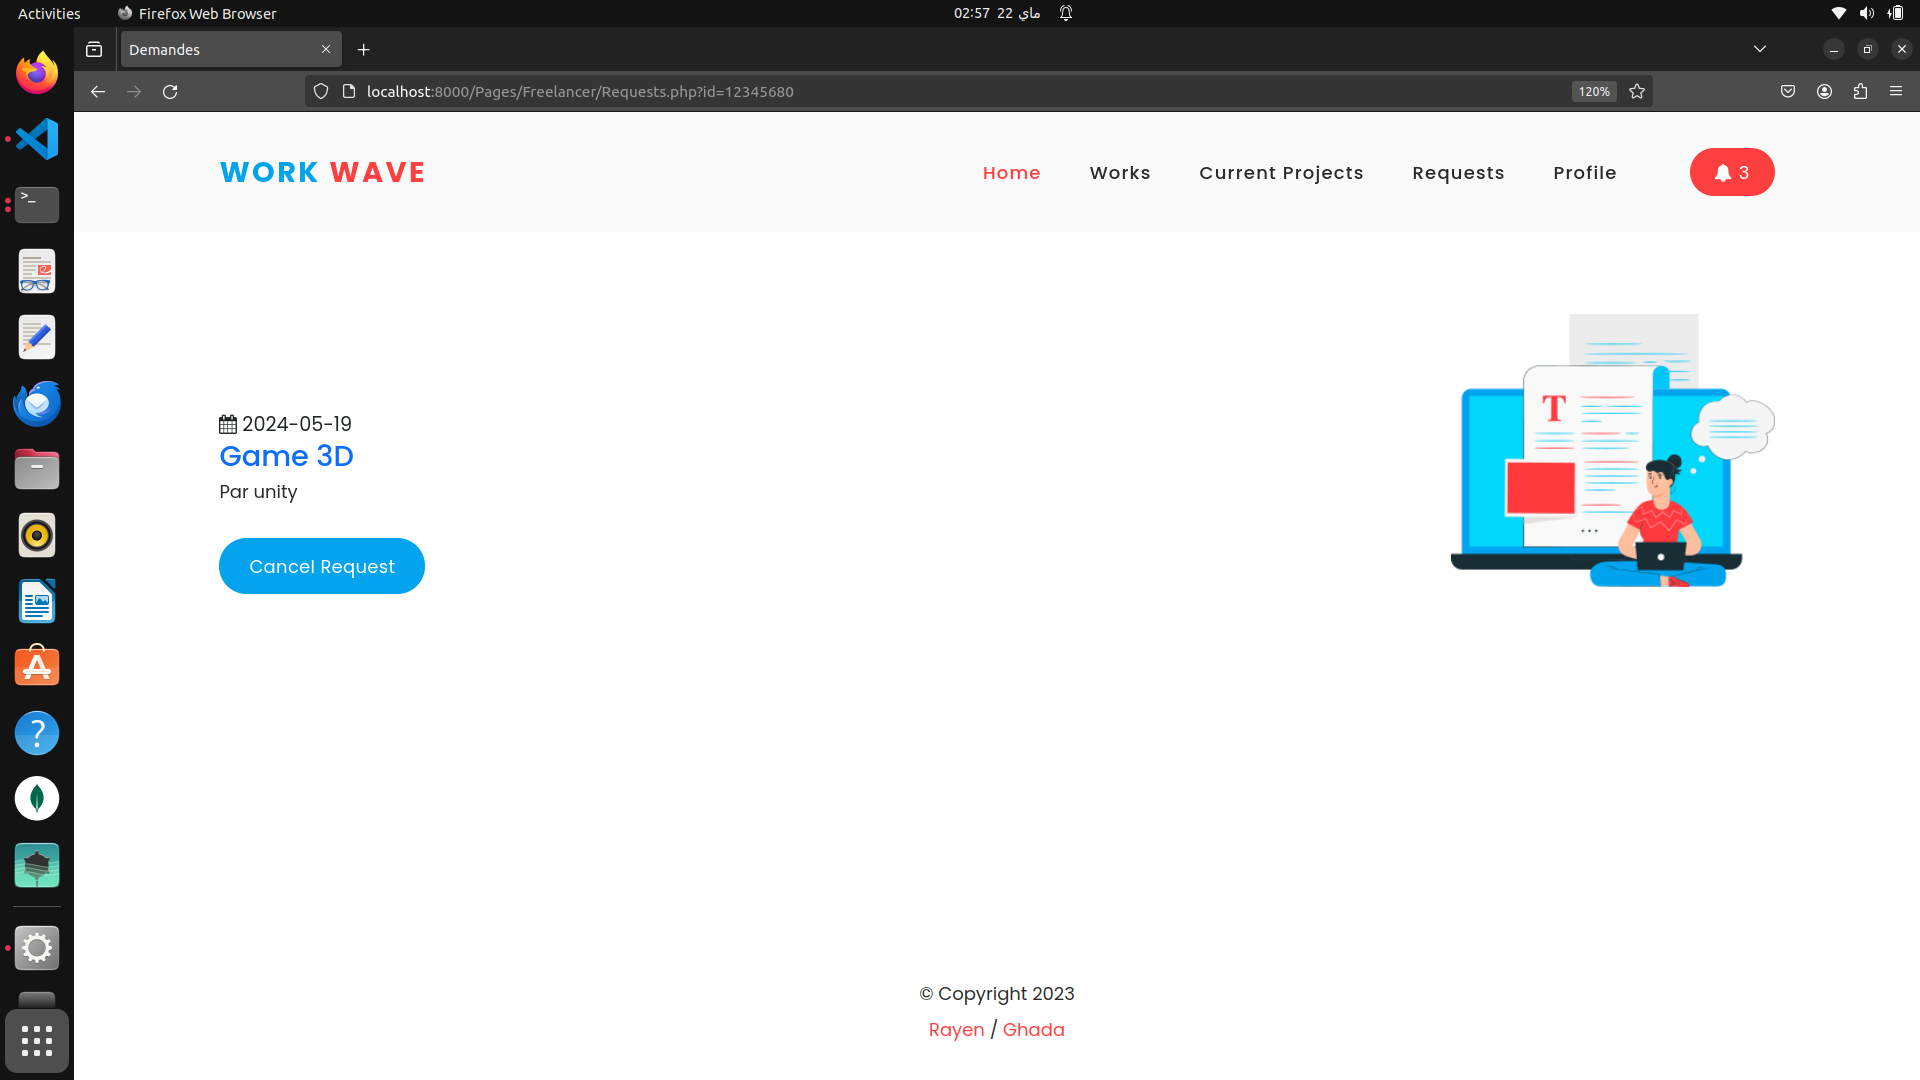 Activities
Firefox Web Browser
02:57 22 ماي
Demandes
localhost:8000/Pages/Freelancer/Requests.php?id=12345680
120%
WORK WAVE
Home
Works
Current Projects
Requests
Profile
3
2024-05-19
Game 3D
Par unity
Cancel Request
T
...
© Copyright 2023
Rayen / Ghada